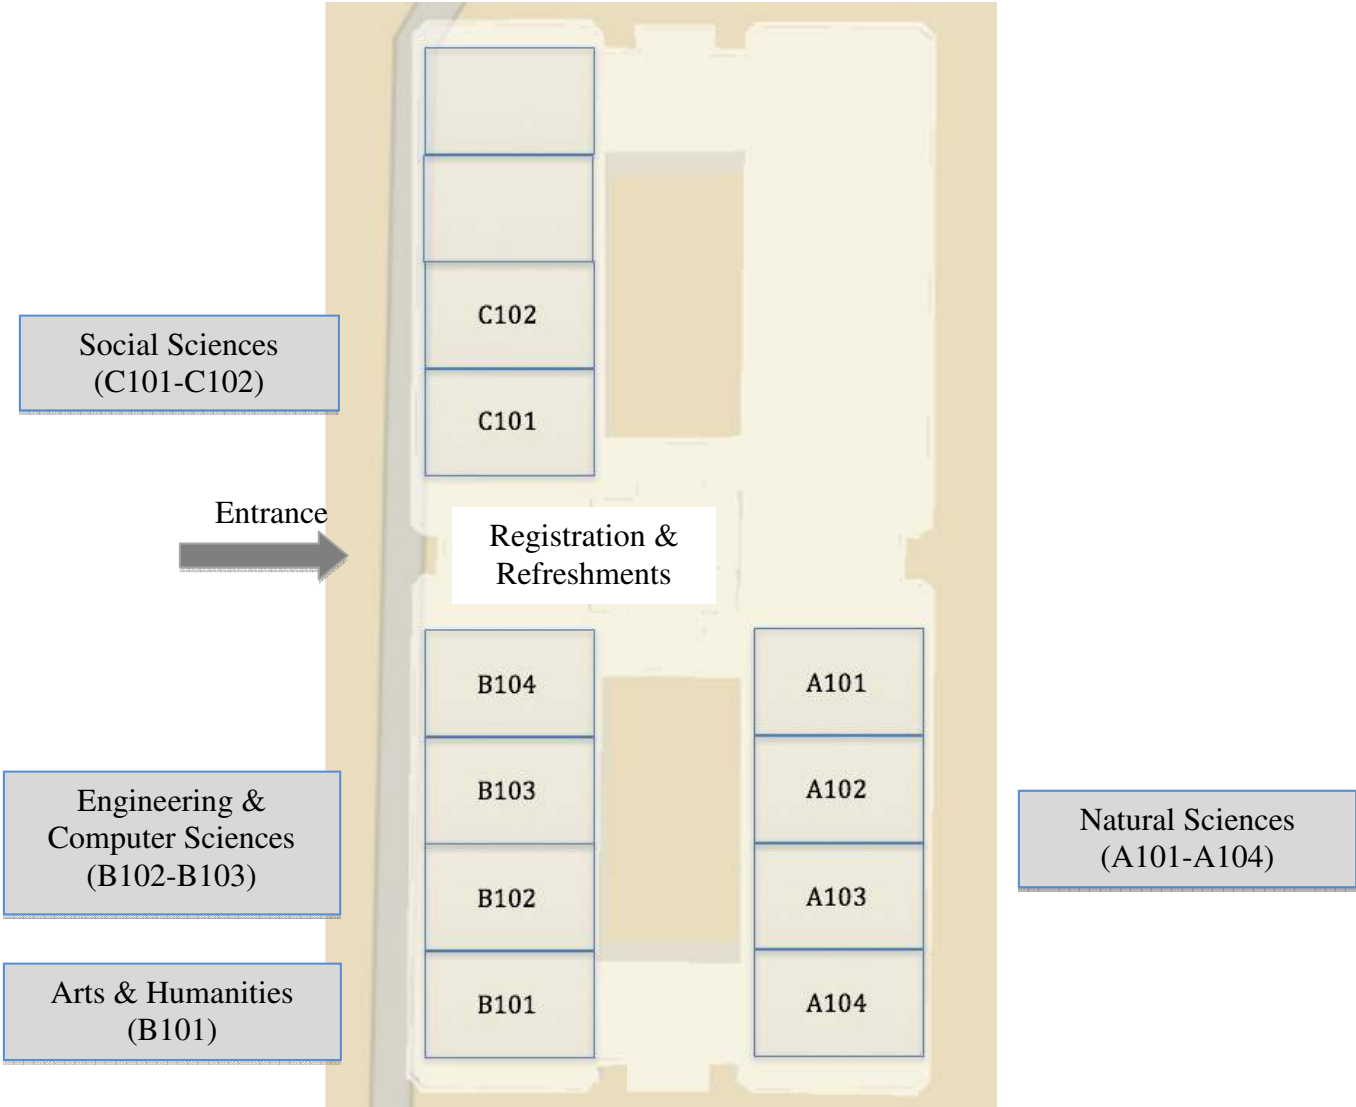 C102
Social Sciences
(C101-C102)
C101
Entrance
Registration &
Refreshments
B104
A101
Engineering &
Computer Sciences
(B102-B103)
B103
A102
Natural Sciences
(A101-A104)
B102
A103
Arts & Humanities
(B101)
B101
A104